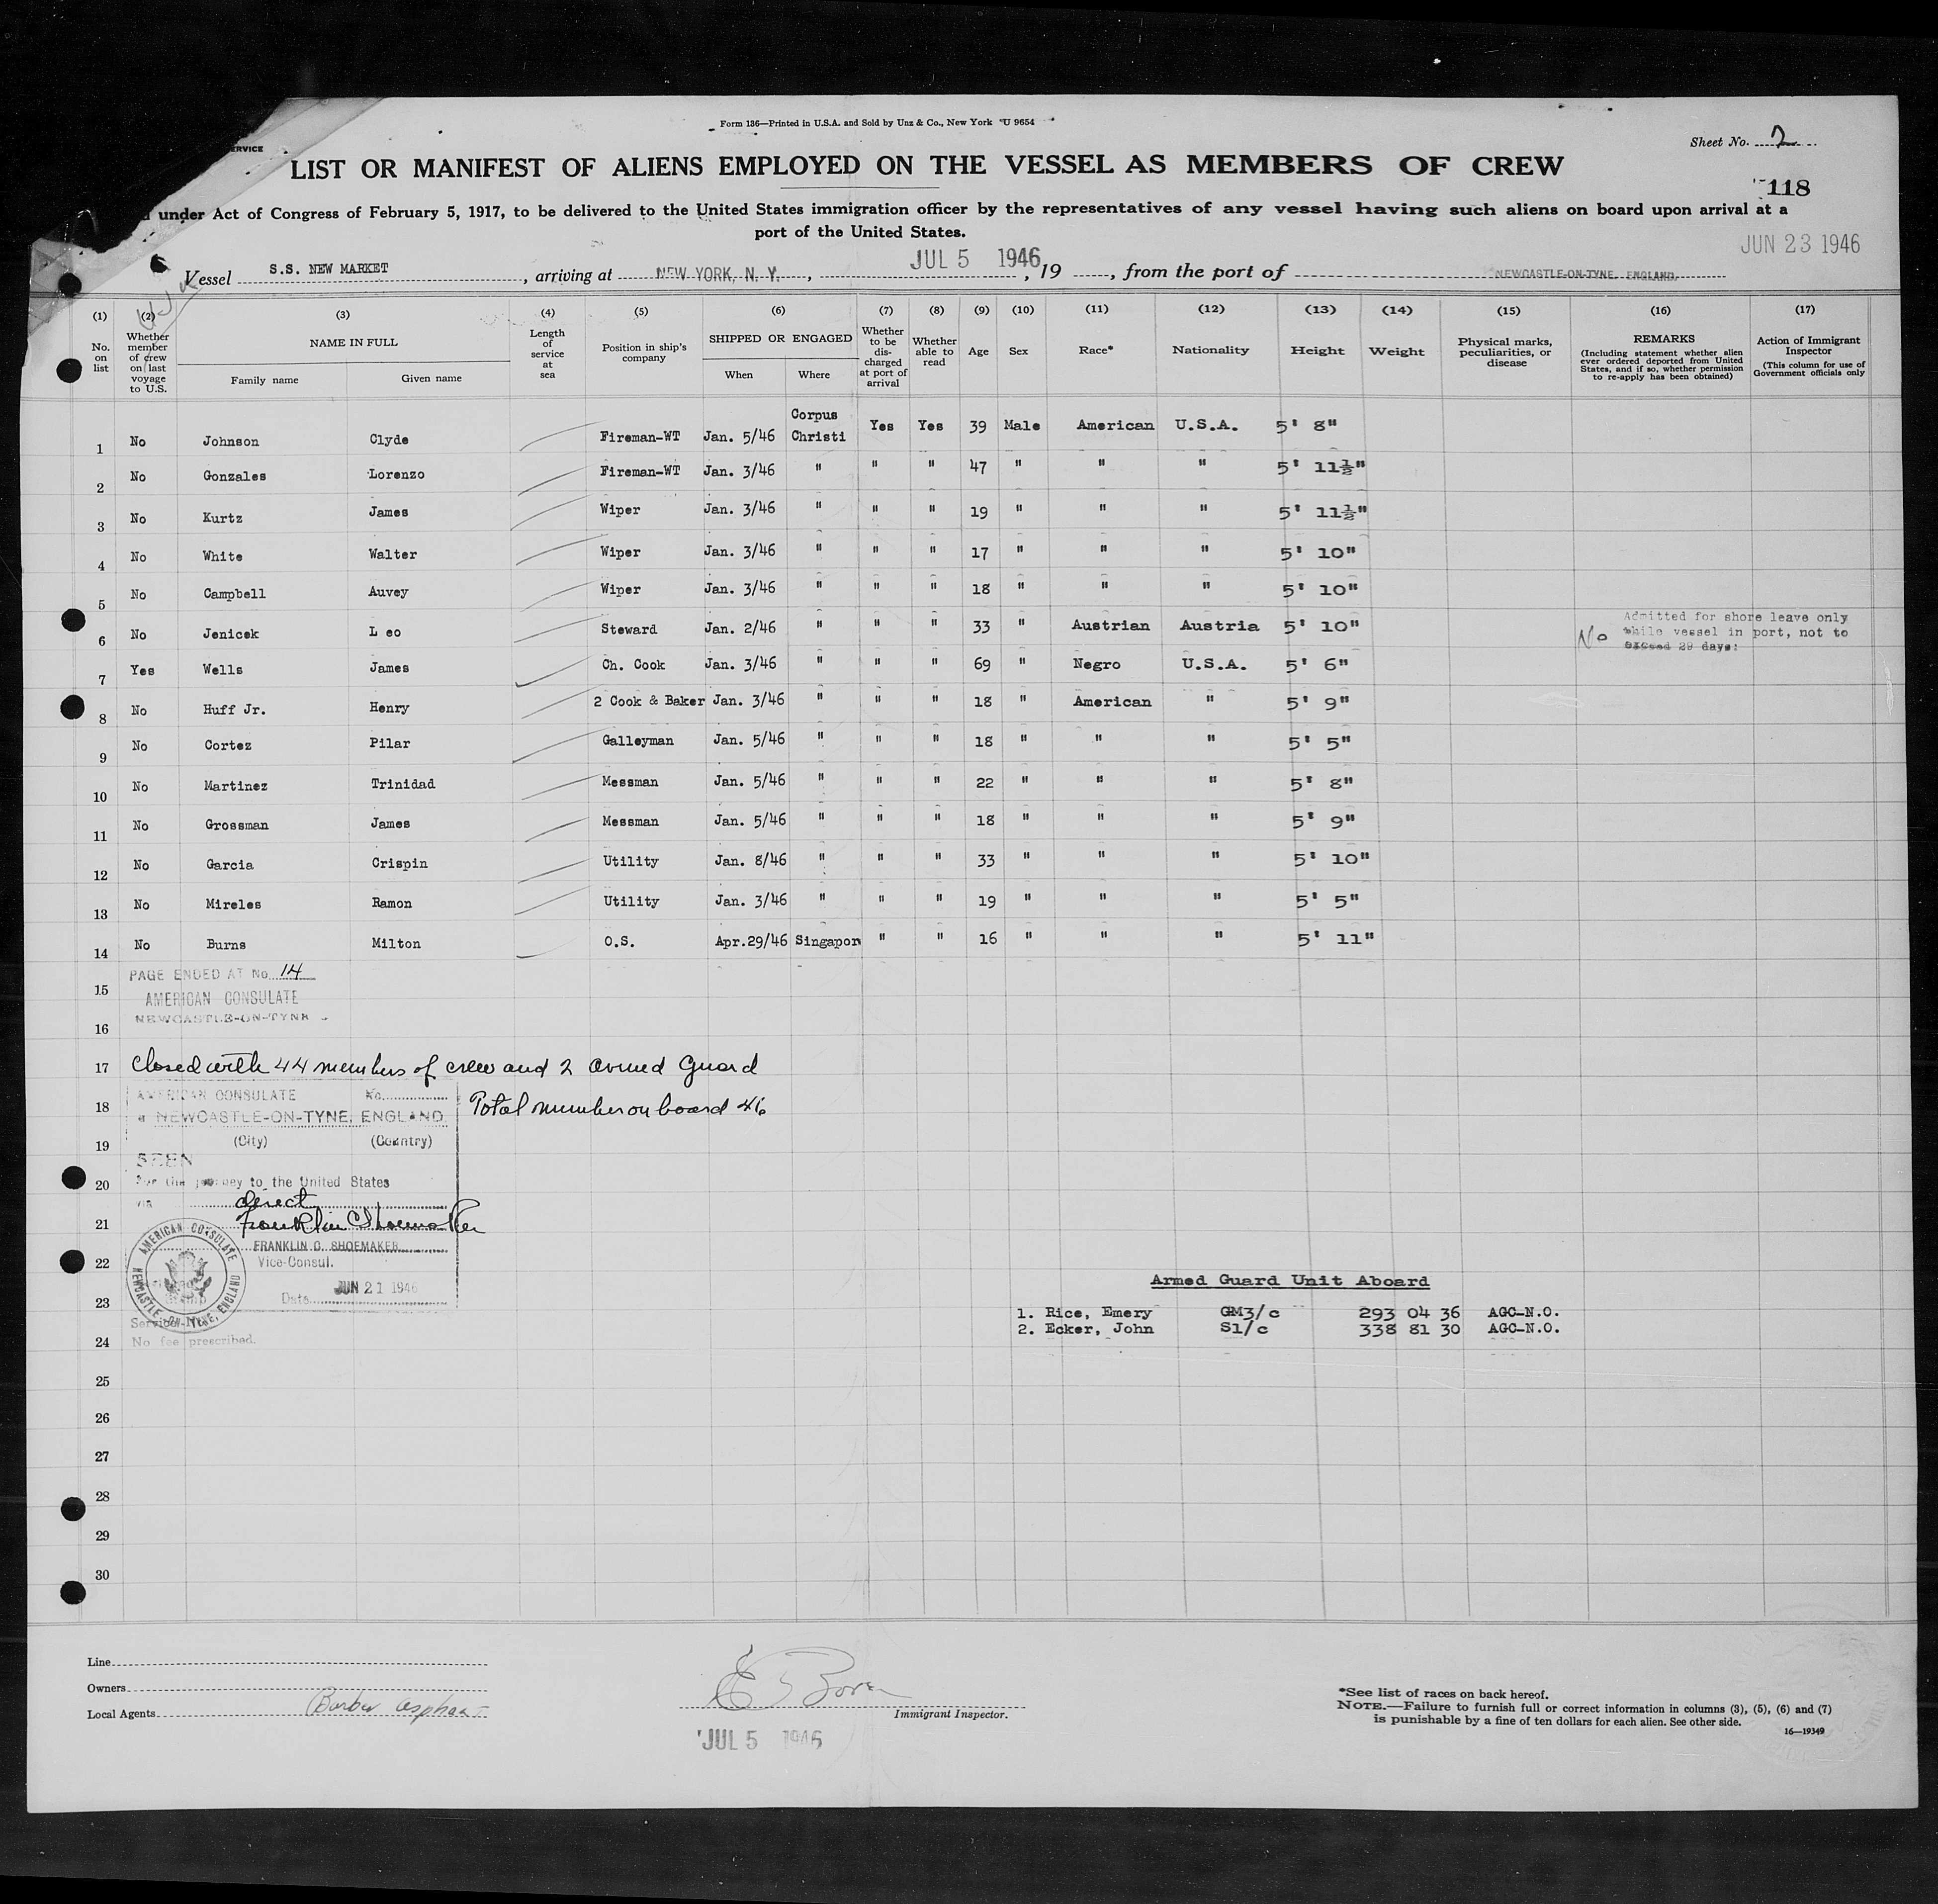 Form 136—Printed in U.S.A. and Sold by Unz & Co., New York U 9654
ERVICE
Sheet No. 2
LIST OR MANIFEST OF ALIENS EMPLOYED ON THE VESSEL AS MEMBERS OF CREW
118
under Act of Congress of February 5, 1917, to be delivered to the United States immigration officer by the representatives of any vessel having such aliens on board upon arrival at a
port of the United States.
JUN 23 1946
Vessel S.S. NEW MARKET, arriving at NEW YORK, N. Y., JUL 5 1946, 19, from the port of NEWCASTLE-ON-TYNE, ENGLAND.
(1) (2) (3) (4) (5) (6) (7) (8) (9) (10) (11) (12) (13) (14) (15) (16) (17)
No. on list
Whether member of crew on last voyage to U.S.
NAME IN FULL
Family name
Given name
Length of service at sea
Position in ship's company
SHIPPED OR ENGAGED
When
Where
Whether to be discharged at port of arrival
Whether able to read
Age
Sex
Race*
Nationality
Height
Weight
Physical marks, peculiarities, or disease
REMARKS
(Including statement whether alien ever ordered deported from United States, and if so, whether permission to re-apply has been obtained)
Action of Immigrant Inspector
(This column for use of Government officials only
1 No Johnson Clyde Fireman-WT Jan. 5/46 Corpus Christi Yes Yes 39 Male American U.S.A. 5' 8"
2 No Gonzales Lorenzo Fireman-WT Jan. 3/46 " " " 47 " " " 5' 11½"
3 No Kurtz James Wiper Jan. 3/46 " " " 19 " " " 5' 11½"
4 No White Walter Wiper Jan. 3/46 " " " 17 " " " 5' 10"
5 No Campbell Auvey Wiper Jan. 3/46 " " " 18 " " " 5' 10"
6 No Jenicek L eo Steward Jan. 2/46 " " " 33 " Austrian Austria 5' 10" No Admitted for shore leave only while vessel in port, not to exceed 29 days:
7 Yes Wells James Ch. Cook Jan. 3/46 " " " 69 " Negro U.S.A. 5' 6"
8 No Huff Jr. Henry 2 Cook & Baker Jan. 3/46 " " " 18 " American " 5' 9"
9 No Cortez Pilar Galleyman Jan. 5/46 " " " 18 " " " 5' 5"
10 No Martinez Trinidad Messman Jan. 5/46 " " " 22 " " " 5' 8"
11 No Grossman James Messman Jan. 5/46 " " " 18 " " " 5' 9"
12 No Garcia Crispin Utility Jan. 8/46 " " " 33 " " " 5' 10"
13 No Mireles Ramon Utility Jan. 3/46 " " " 19 " " " 5' 5"
14 No Burns Milton O.S. Apr.29/46 Singapor " " 16 " " " 5' 11"
PAGE ENDED AT No. 14
15
AMERICAN CONSULATE
16
NEWCASTLE-ON-TYNE
17 Closed with 44 members of crew and 2 Armed Guard
AMERICAN CONSULATE No.
18 Total number on board 46
at NEWCASTLE-ON-TYNE, ENGLAND
19 (City) (Country)
SEEN
20 For the journey to the United States
via direct
21 Franklin C Shoemaker
FRANKLIN C. SHOEMAKER
22 Vice-Consul.
AMERICAN CONSULATE NEWCASTLE-ON-TYNE, ENGLAND
Date JUN 21 1946
23
Service No.
24 No fee prescribed.
Armed Guard Unit Aboard
1. Rice, Emery GM3/c 293 04 36 AGC-N.O.
2. Ecker, John S1/c 338 81 30 AGC-N.O.
25
26
27
28
29
30
Line
Owners
Local Agents Barber Asphalt
E Boren
Immigrant Inspector.
JUL 5 1946
*See list of races on back hereof.
NOTE.—Failure to furnish full or correct information in columns (3), (5), (6) and (7)
is punishable by a fine of ten dollars for each alien. See other side.
16—19349